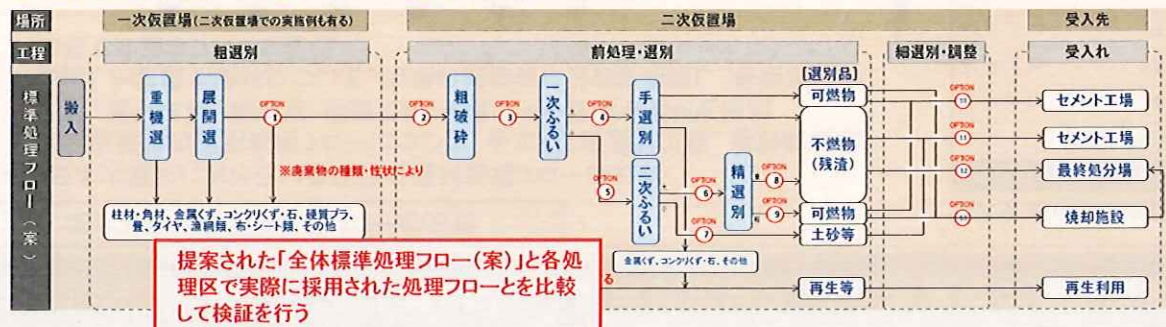 場所
一次仮置場(二次仮置場での実施例も有る)
二次仮置場
受入先
工程
粗選別
前処理・選別
細選別・調整
受入れ
標準処理フロー(案)
搬入
重機選
展開選
OPTION
1
※廃棄物の種類・性状により
柱材・角材、金属くず、コンクリくず・石、硬質プラ、
畳、タイヤ、漁網類、布・シート類、その他
OPTION
2
粗破砕
OPTION
3
一次ふるい
OPTION
4
手選別
OPTION
5
二次ふるい
OPTION
6
精選別
OPTION
8
OPTION
9
OPTION
7
金属くず、コンクリくず・石、その他
る
[選別品]
可燃物
不燃物
(残渣)
可燃物
土砂等
再生等
OPTION
OPTION
11
OPTION
12
OPTION
セメント工場
セメント工場
最終処分場
焼却施設
再生利用
提案された「全体標準処理フロー(案)」と各処
理区で実際に採用された処理フローとを比較
して検証を行う